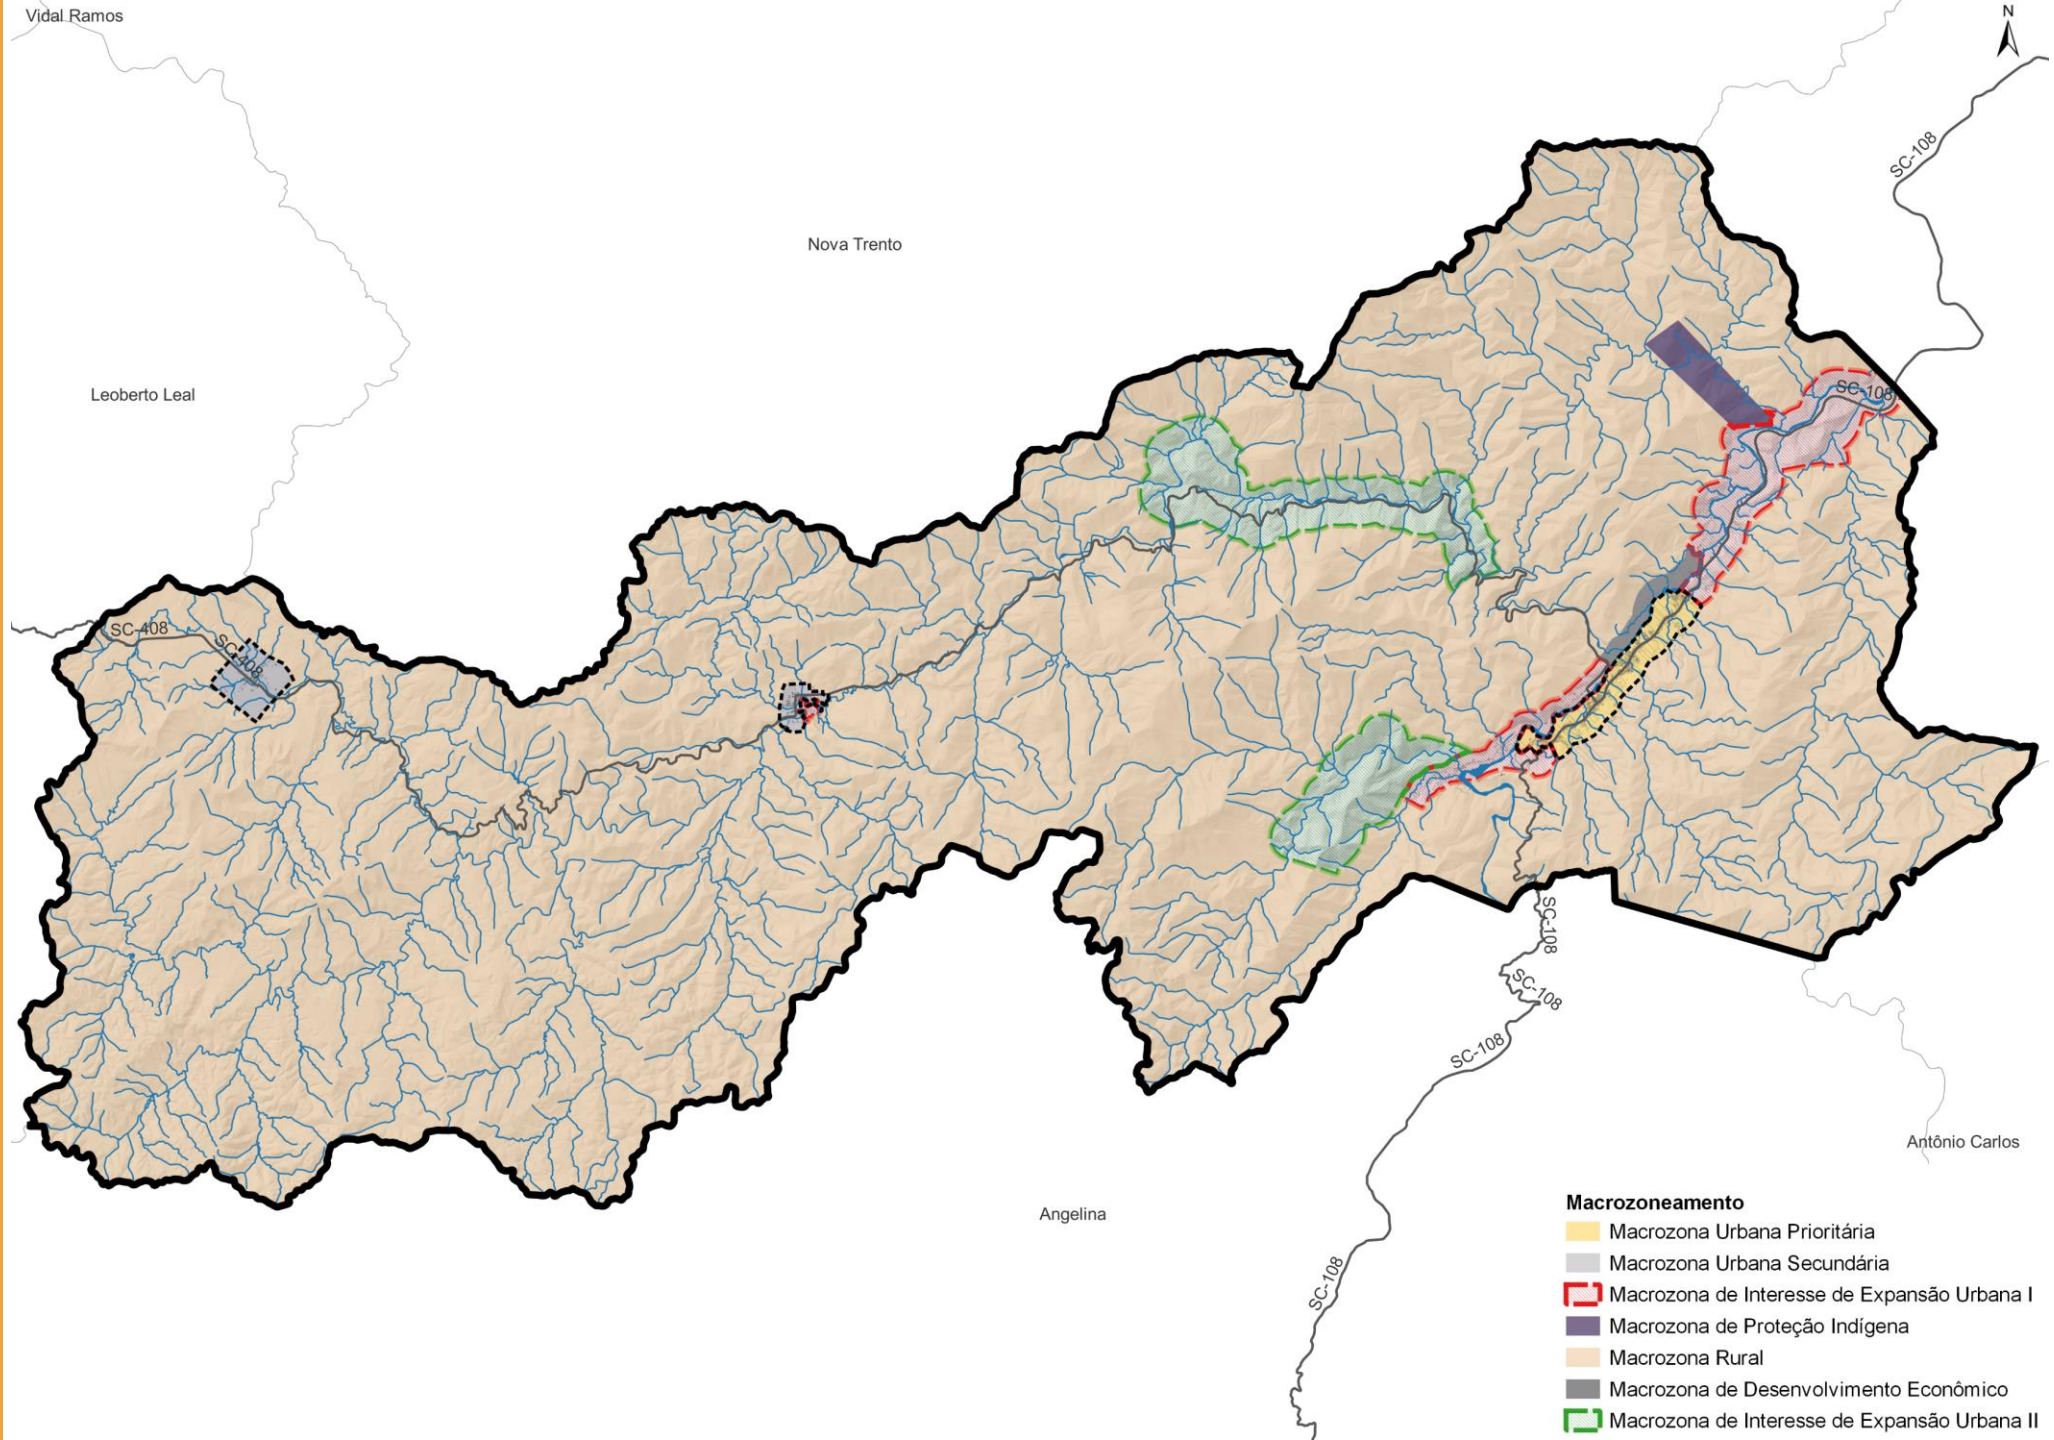 Vidal Ramos
N
SC-108
Nova Trento
Leoberto Leal
SC-108
SC-408
SC-408
SC-108
SC-108
SC-108
Antônio Carlos
Angelina
SC-108
Macrozoneamento
Macrozona Urbana Prioritária
Macrozona Urbana Secundária
Macrozona de Interesse de Expansão Urbana I
Macrozona de Proteção Indígena
Macrozona Rural
Macrozona de Desenvolvimento Econômico
Macrozona de Interesse de Expansão Urbana II